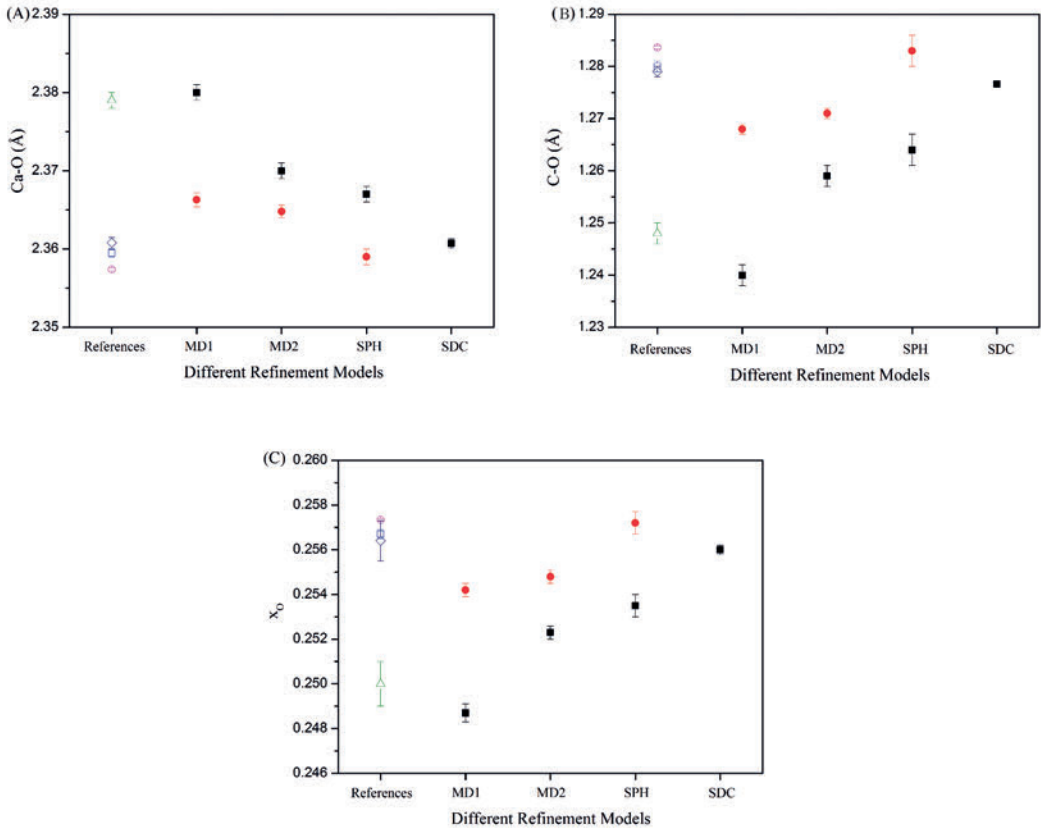 (A)
2.39
2.38
2.37
2.36
2.35
Ca-O (Å)
References MD1 MD2 SPH SDC
Different Refinement Models
(B)
1.29
1.28
1.27
1.26
1.25
1.24
1.23
C-O (Å)
References MD1 MD2 SPH SDC
Different Refinement Models
(C)
0.260
0.258
0.256
0.254
0.252
0.250
0.248
0.246
xO
References MD1 MD2 SPH SDC
Different Refinement Models